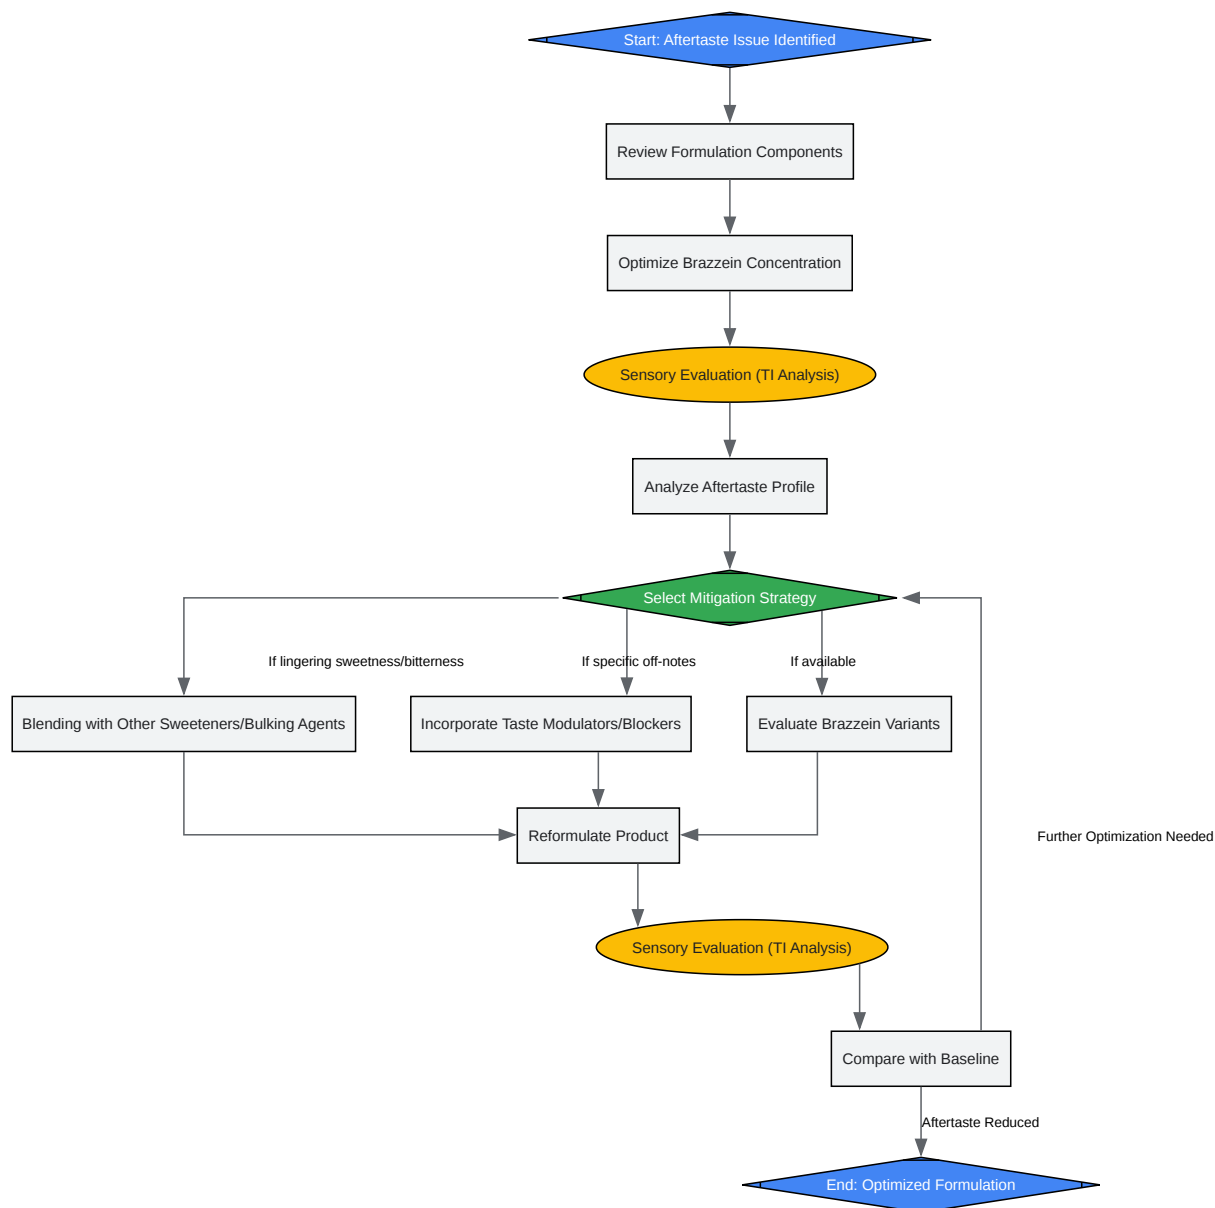 Start: Aftertaste Issue Identified
Review Formulation Components
Optimize Brazzein Concentration
Sensory Evaluation (TI Analysis)
Analyze Aftertaste Profile
Select Mitigation Strategy
If lingering sweetness/bitterness
If specific off-notes
If available
Blending with Other Sweeteners/Bulking Agents
Incorporate Taste Modulators/Blockers
Evaluate Brazzein Variants
Reformulate Product
Further Optimization Needed
Sensory Evaluation (TI Analysis)
Compare with Baseline
Aftertaste Reduced
End: Optimized Formulation